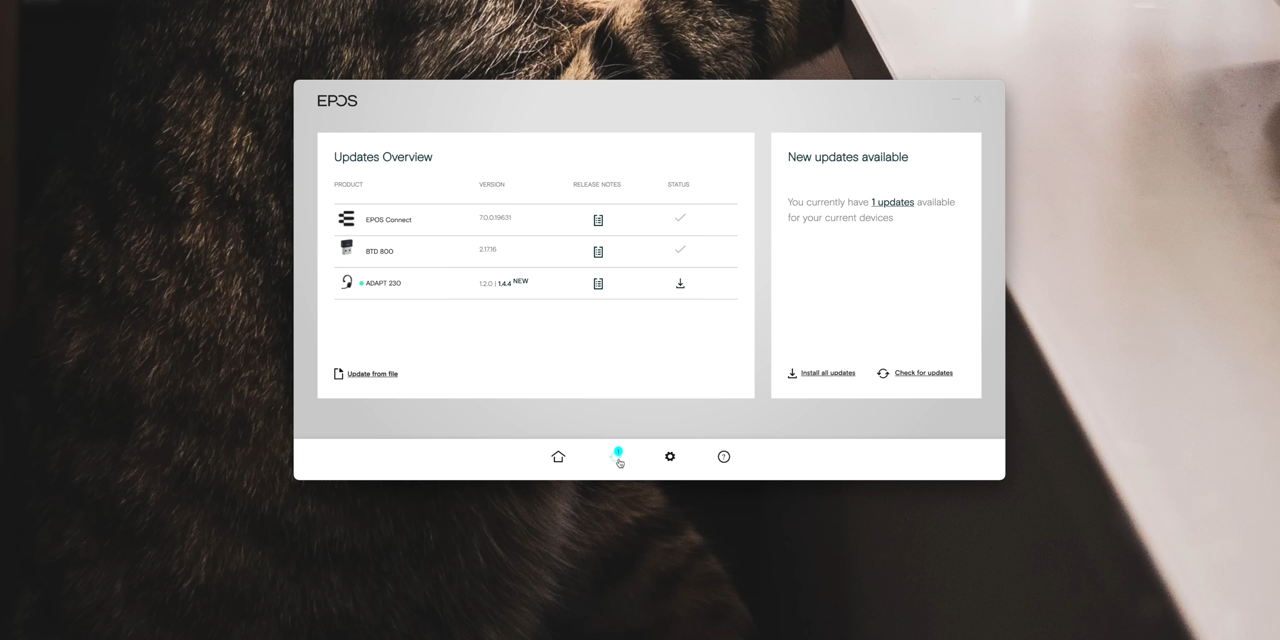 EPOS
Updates Overview
PRODUCT VERSION RELEASE NOTES STATUS
EPOS Connect 7.0.0.19631
BTD 800 2.17.16
ADAPT 230 1.2.0 | 1.4.4 NEW
Update from file
New updates available
You currently have 1 updates available
for your current devices
Install all updates Check for updates
1
?